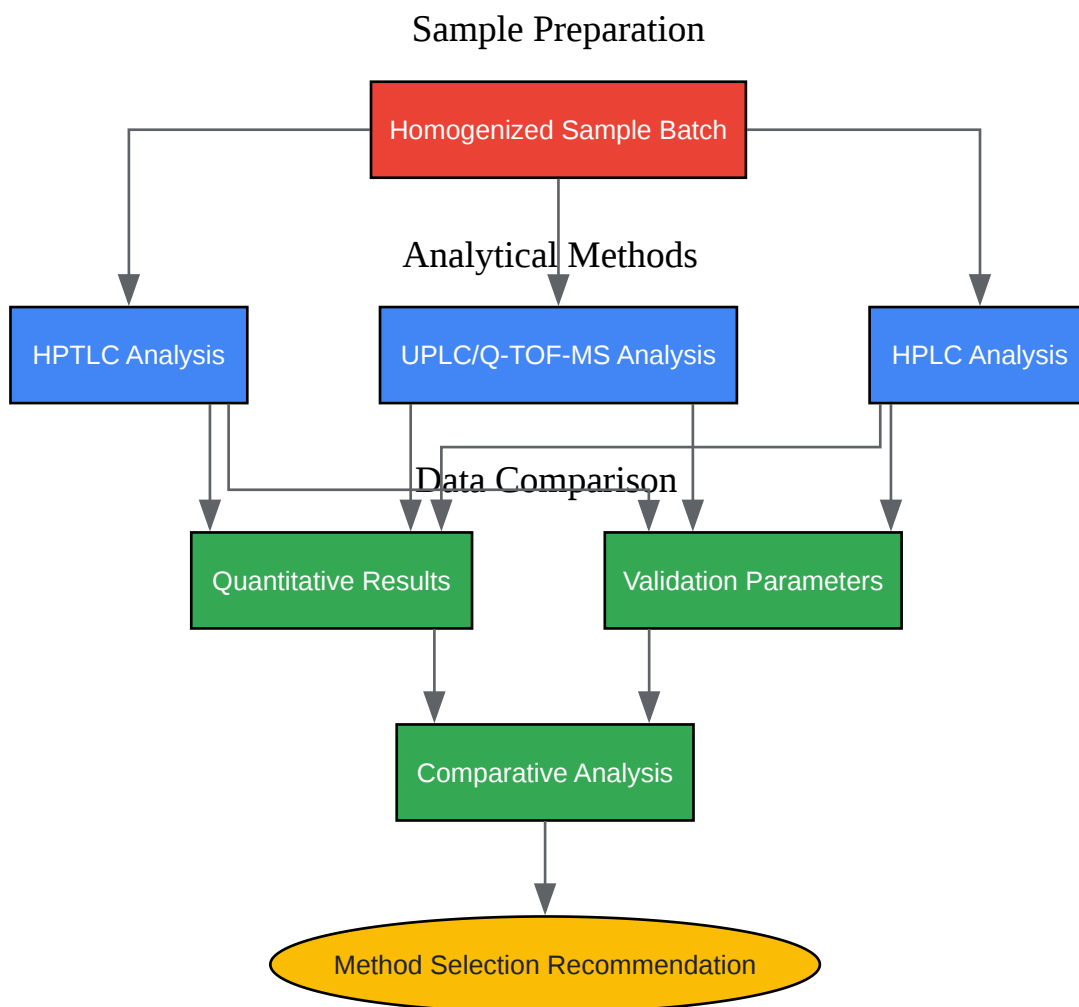 Sample Preparation
Homogenized Sample Batch
Analytical Methods
HPTLC Analysis
UPLC/Q-TOF-MS Analysis
HPLC Analysis
Data Comparison
Quantitative Results
Validation Parameters
Comparative Analysis
Method Selection Recommendation